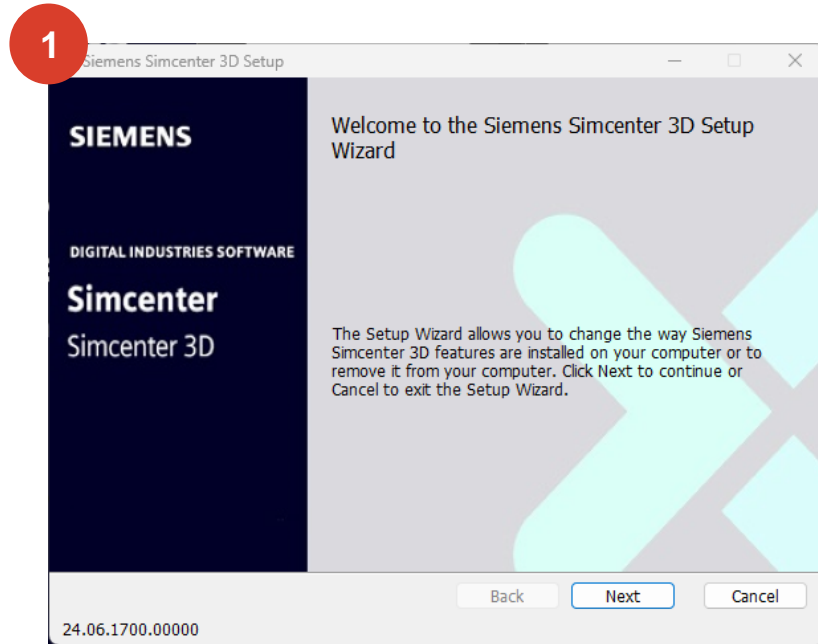 1
Siemens Simcenter 3D Setup
SIEMENS
DIGITAL INDUSTRIES SOFTWARE
Simcenter
Simcenter 3D
Welcome to the Siemens Simcenter 3D Setup
Wizard
The Setup Wizard allows you to change the way Siemens
Simcenter 3D features are installed on your computer or to
remove it from your computer. Click Next to continue or
Cancel to exit the Setup Wizard.
Back Next Cancel
24.06.1700.00000